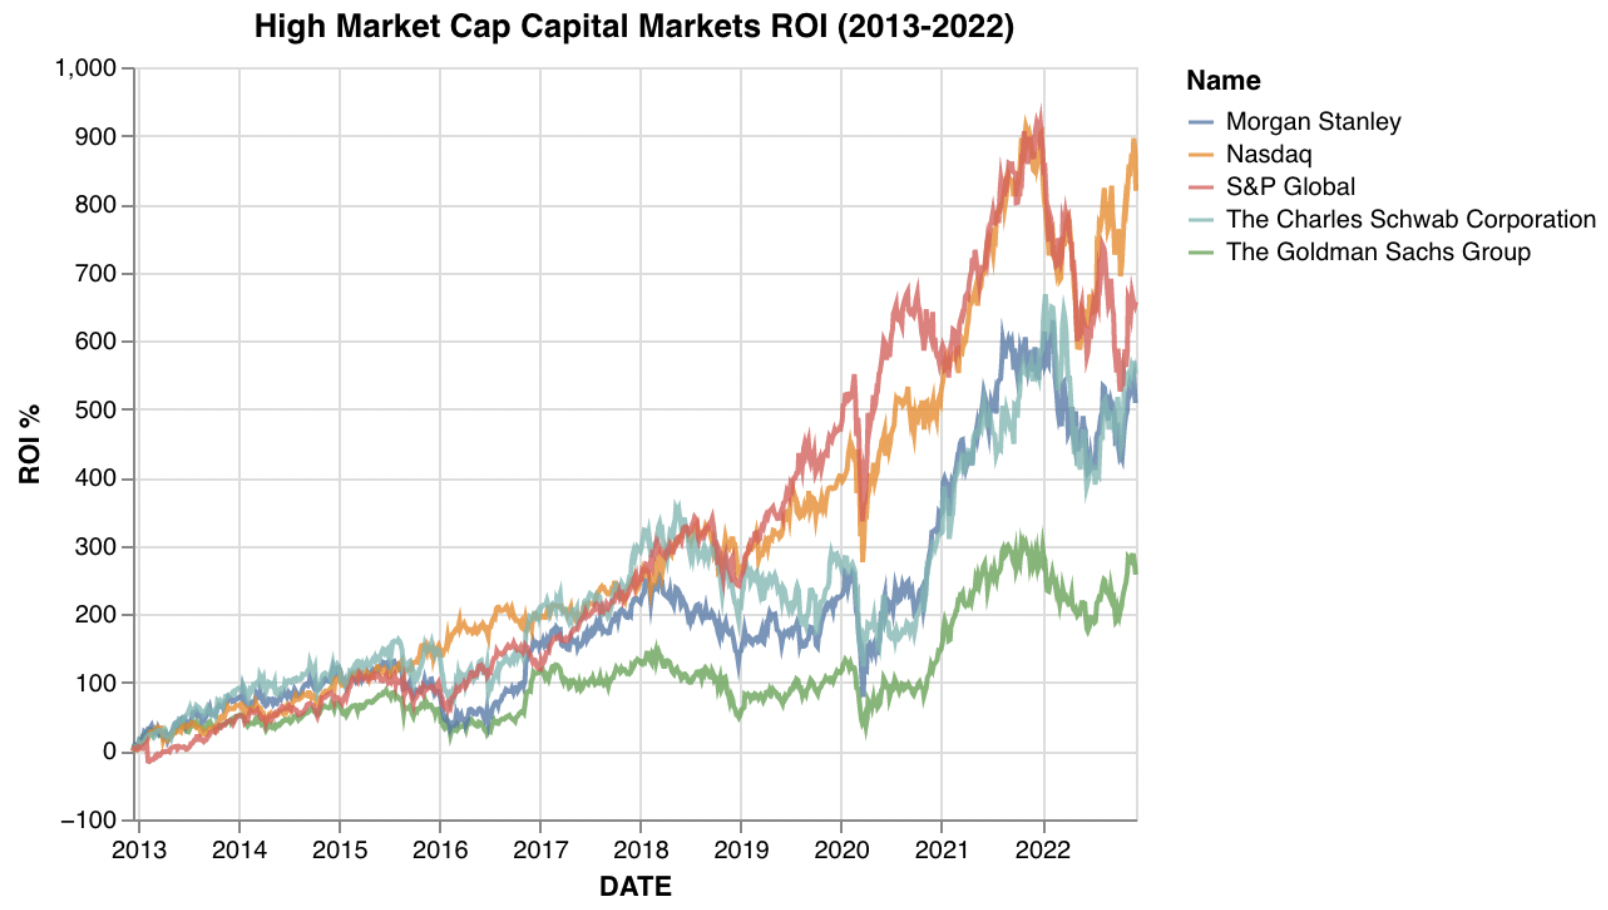 High Market Cap Capital Markets ROI (2013-2022)
1,000
900
800
700
600
500
400
300
200
100
0
−100
ROI %
2013 2014 2015 2016 2017 2018 2019 2020 2021 2022
DATE
Name
Morgan Stanley
Nasdaq
S&P Global
The Charles Schwab Corporation
The Goldman Sachs Group